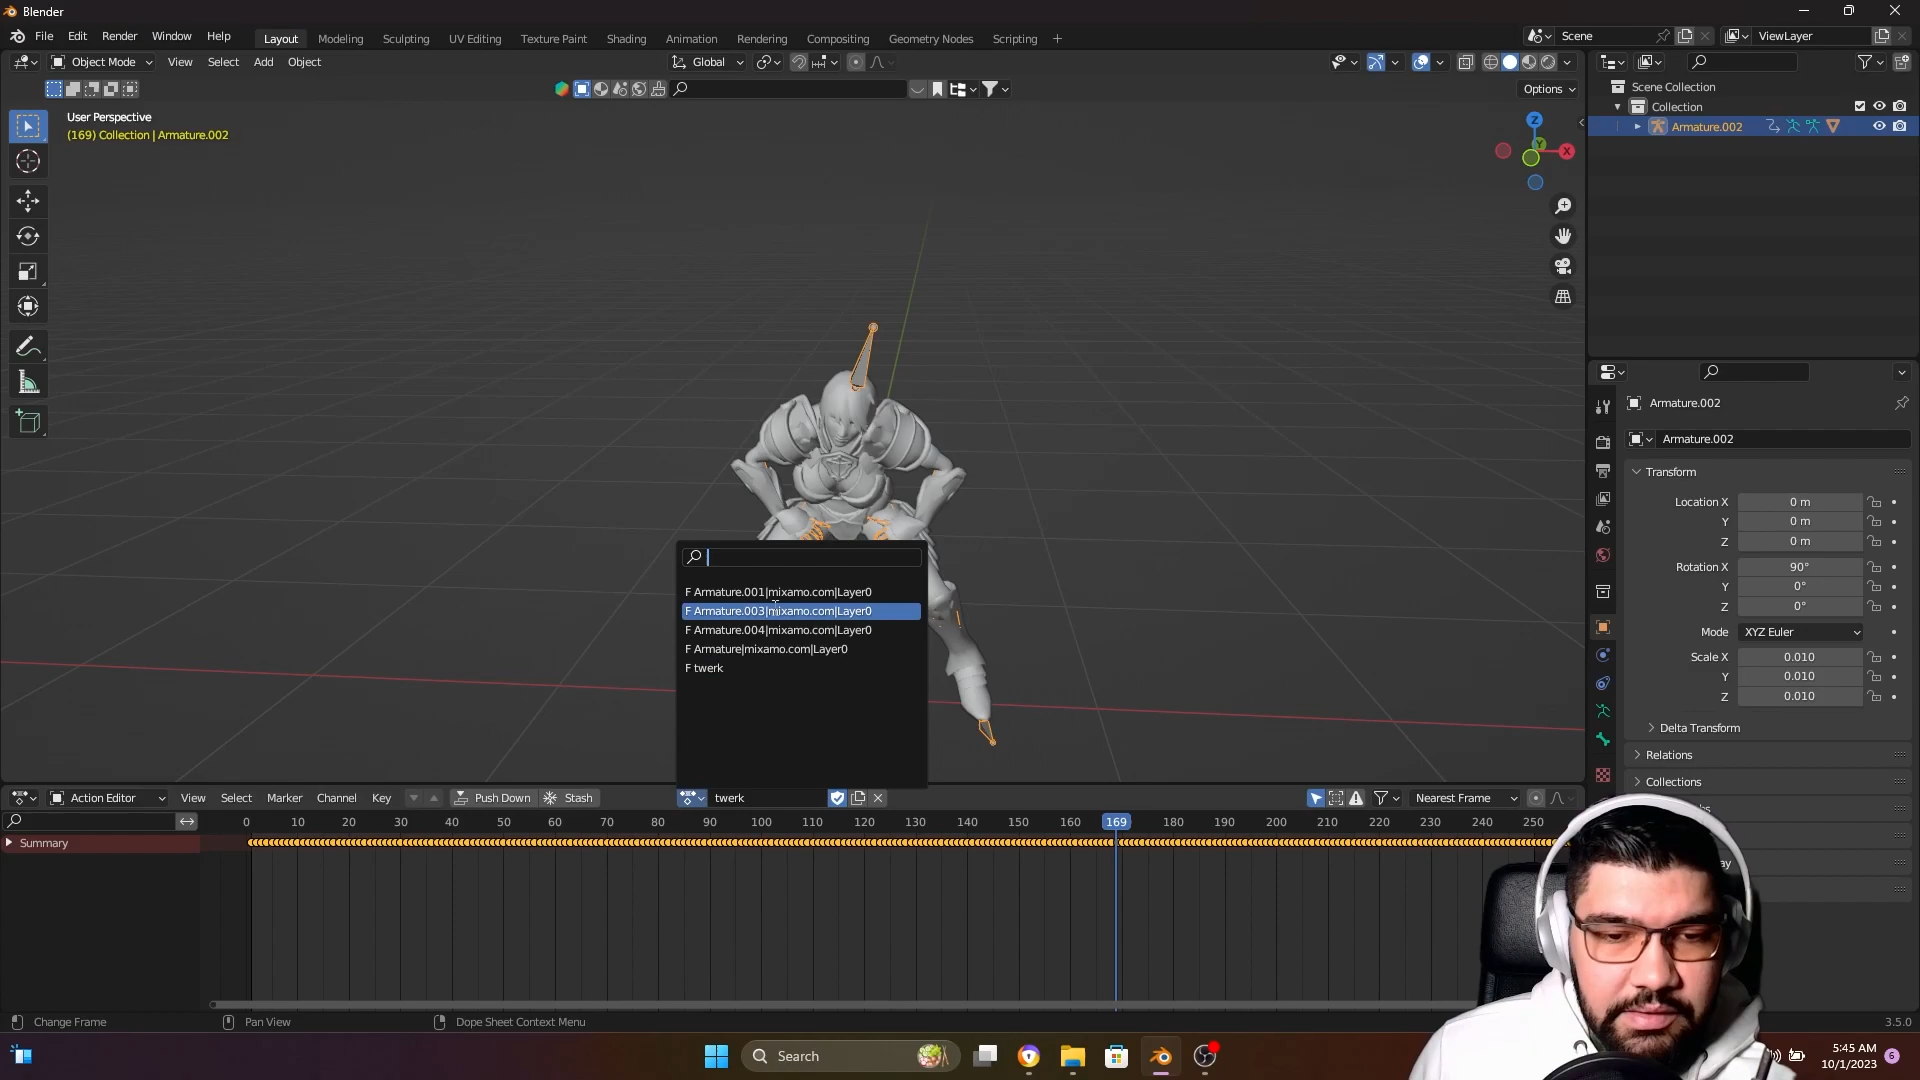 Blender
File Edit Render Window Help
Layout Modeling Sculpting UV Editing Texture Paint Shading Animation Rendering Compositing Geometry Nodes Scripting +
Scene
ViewLayer
Object Mode View Select Add Object
Global
Options
User Perspective
(169) Collection | Armature.002
Z
Y
X
Scene Collection
Collection
Armature.002
Armature.002
Armature.002
Transform
Location X 0 m
Y 0 m
Z 0 m
Rotation X 90°
Y 0°
Z 0°
Mode XYZ Euler
Scale X 0.010
Y 0.010
Z 0.010
Delta Transform
Relations
Collections
F Armature.001|mixamo.com|Layer0
F Armature.003|mixamo.com|Layer0
F Armature.004|mixamo.com|Layer0
F Armature|mixamo.com|Layer0
F twerk
Action Editor View Select Marker Channel Key Push Down Stash twerk Nearest Frame
0 10 20 30 40 50 60 70 80 90 100 110 120 130 140 150 160 169 180 190 200 210 220 230 240 250
Summary
Change Frame Pan View Dope Sheet Context Menu
3.5.0
Search
5:45 AM
10/1/2023
6